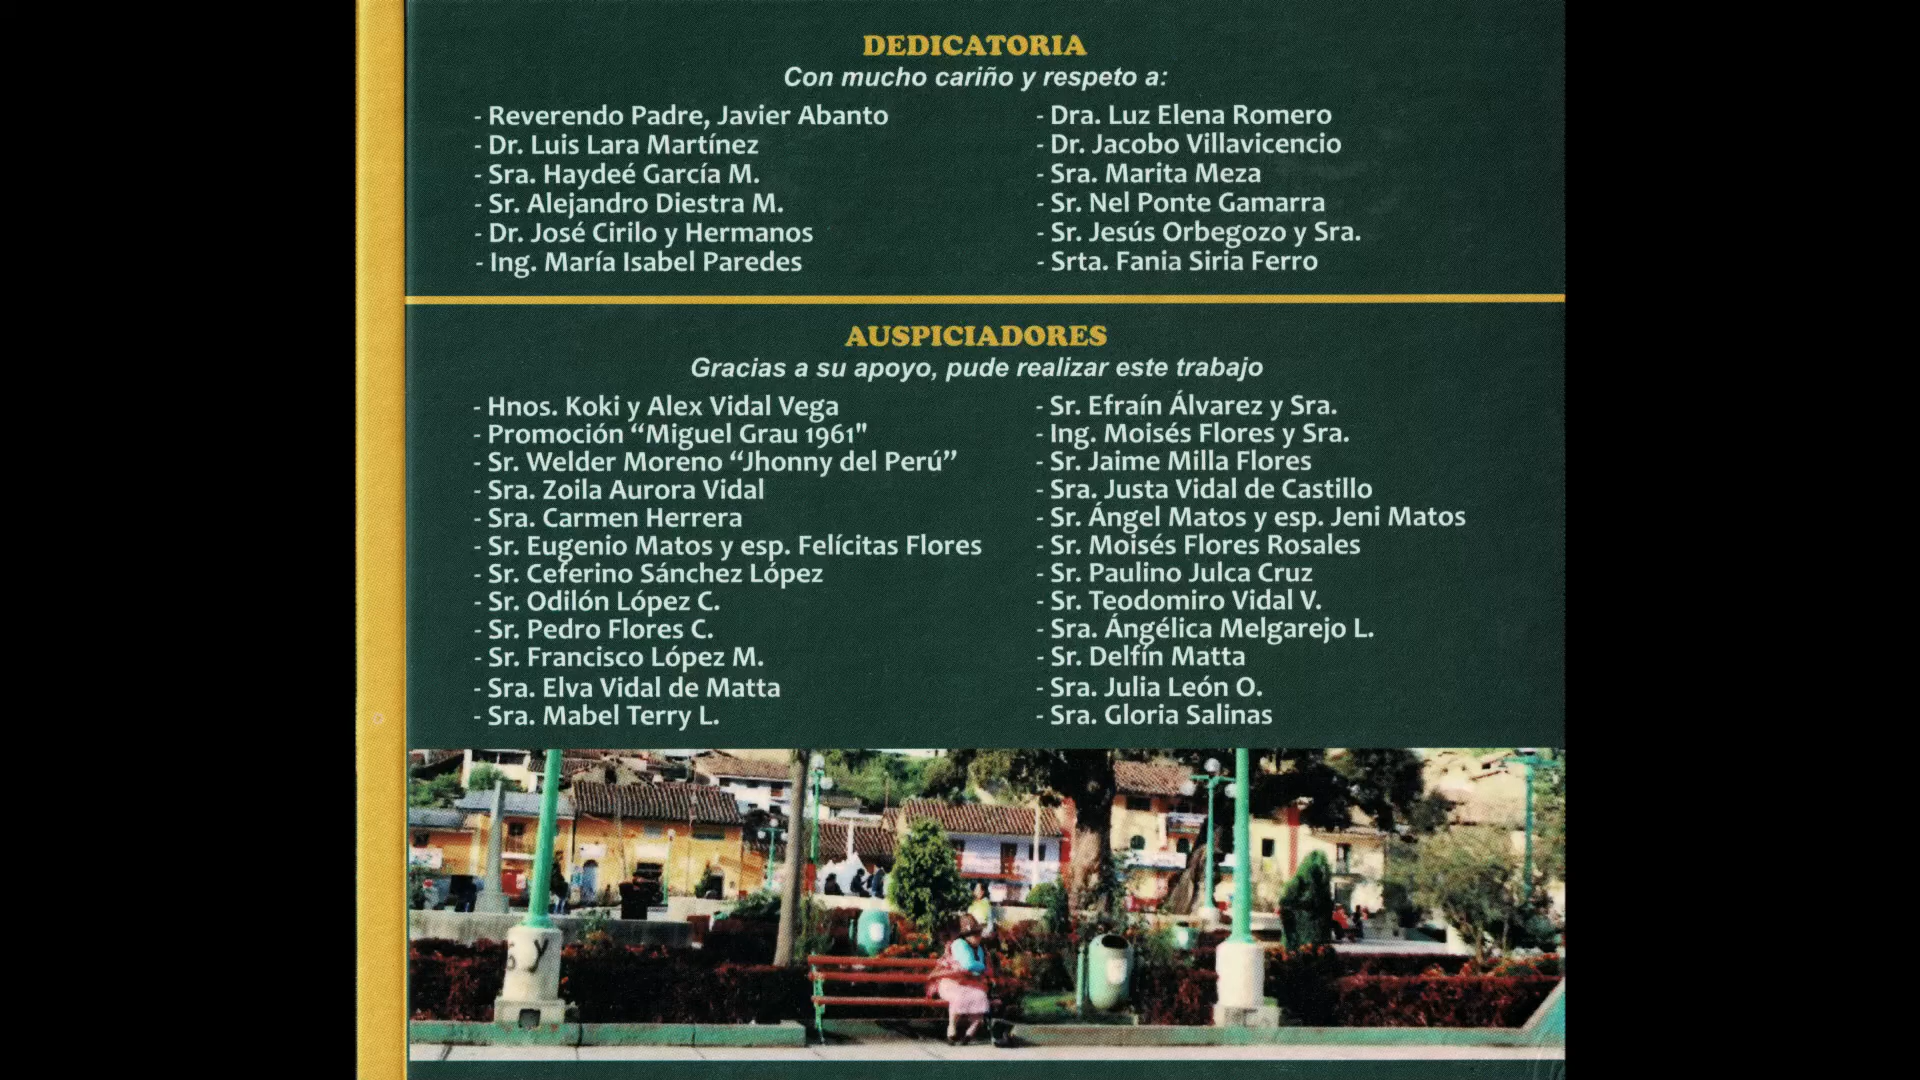 DEDICATORIA
Con mucho cariño y respeto a:
- Reverendo Padre, Javier Abanto
- Dr. Luis Lara Martínez
- Sra. Haydeé García M.
- Sr. Alejandro Diestra M.
- Dr. José Cirilo y Hermanos
- Ing. María Isabel Paredes
- Dra. Luz Elena Romero
- Dr. Jacobo Villavicencio
- Sra. Marita Meza
- Sr. Nel Ponte Gamarra
- Sr. Jesús Orbegozo y Sra.
- Srta. Fania Siria Ferro
AUSPICIADORES
Gracias a su apoyo, pude realizar este trabajo
- Hnos. Koki y Alex Vidal Vega
- Promoción “Miguel Grau 1961"
- Sr. Welder Moreno “Jhonny del Perú”
- Sra. Zoila Aurora Vidal
- Sra. Carmen Herrera
- Sr. Eugenio Matos y esp. Felícitas Flores
- Sr. Ceferino Sánchez López
- Sr. Odilón López C.
- Sr. Pedro Flores C.
- Sr. Francisco López M.
- Sra. Elva Vidal de Matta
- Sra. Mabel Terry L.
- Sr. Efraín Álvarez y Sra.
- Ing. Moisés Flores y Sra.
- Sr. Jaime Milla Flores
- Sra. Justa Vidal de Castillo
- Sr. Ángel Matos y esp. Jeni Matos
- Sr. Moisés Flores Rosales
- Sr. Paulino Julca Cruz
- Sr. Teodomiro Vidal V.
- Sra. Ángélica Melgarejo L.
- Sr. Delfín Matta
- Sra. Julia León O.
- Sra. Gloria Salinas